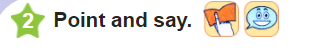 2 Point and say.